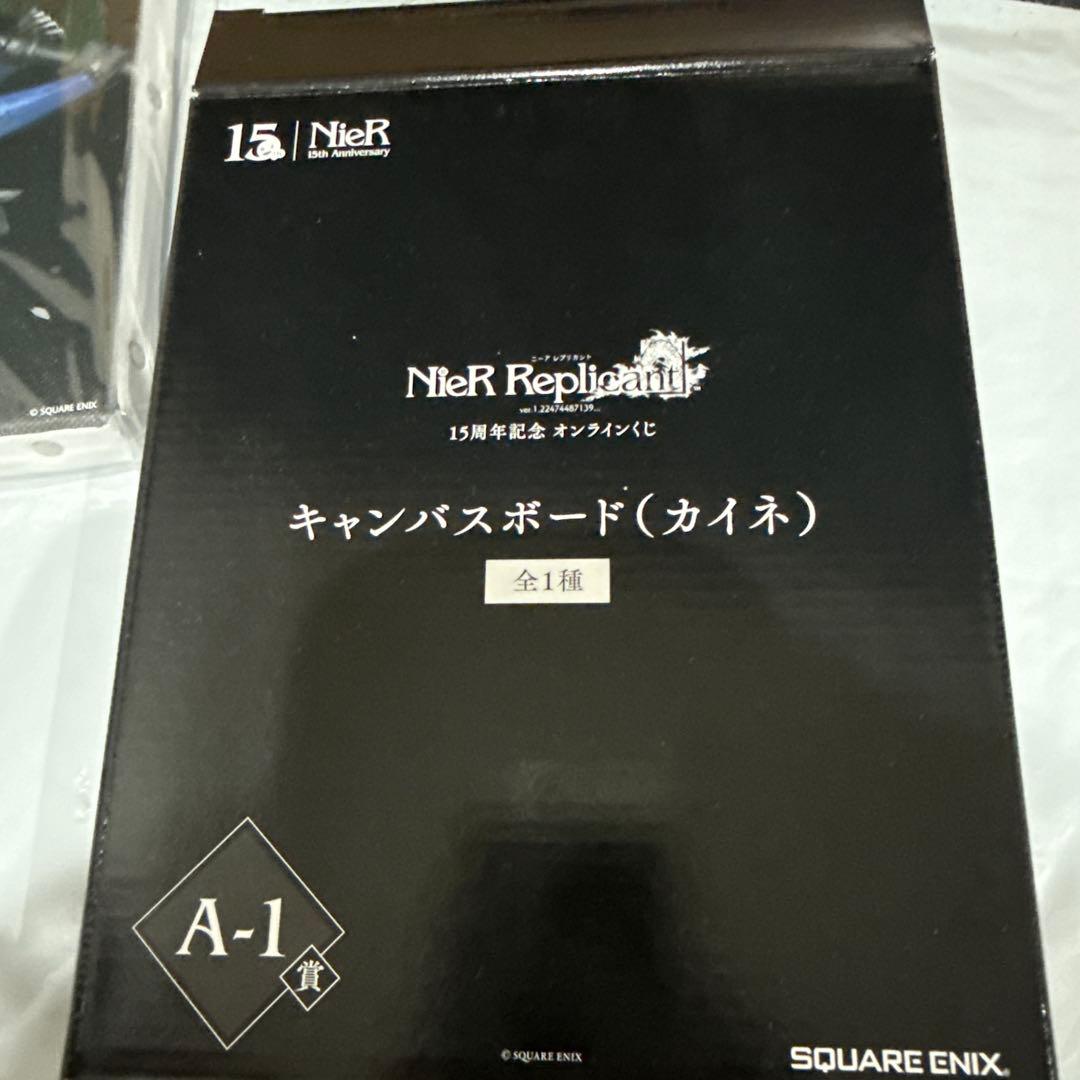 15th | NieR
15th Anniversary
ニーア レプリカント
NieR Replicant™
ver.1.22474487139...
15周年記念 オンラインくじ
キャンバスボード(カイネ)
全1種
A-1
賞
© SQUARE ENIX
SQUARE ENIX®
© SQUARE ENIX